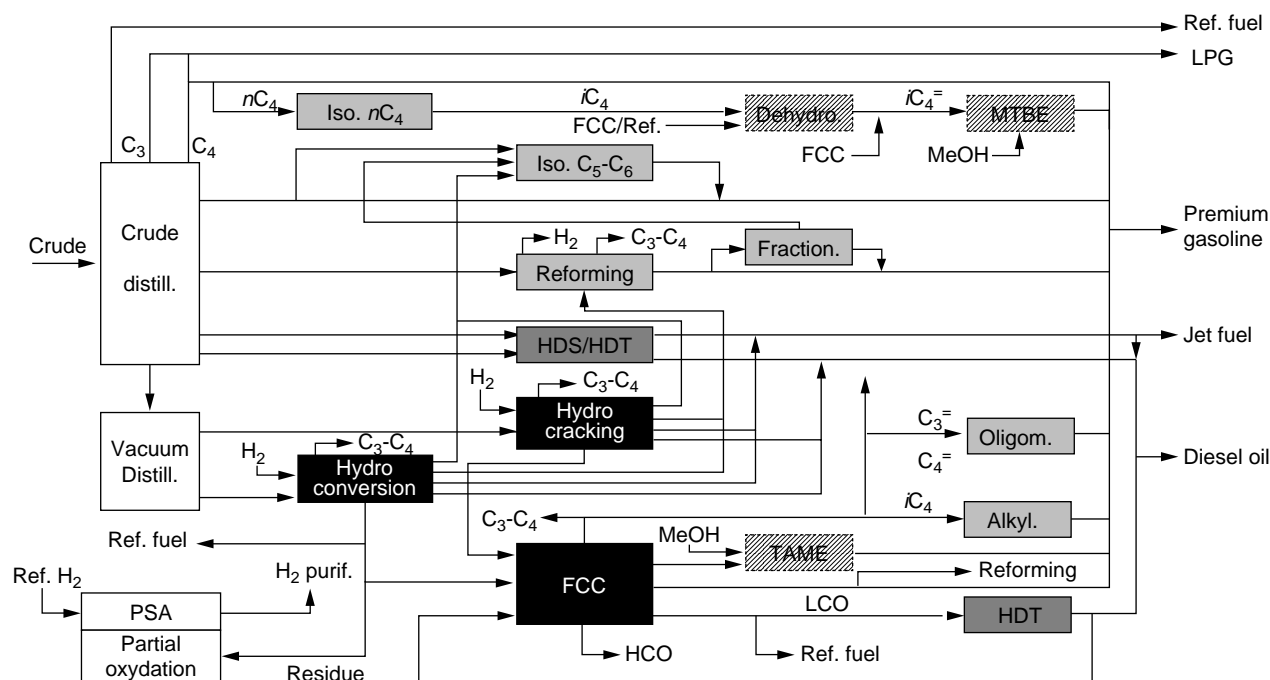 Ref. fuel
LPG
nC4
Iso. nC4
iC4
FCC/Ref.
Dehydro.
iC4=
MTBE
FCC
MeOH
C3
C4
Iso. C5-C6
Crude
Crude
distill.
H2
C3-C4
Reforming
Fraction.
Premium
gasoline
HDS/HDT
Jet fuel
H2
C3-C4
Hydro
cracking
Vacuum
Distill.
H2
C3-C4
Hydro
conversion
C3=
C4=
Oligom.
Diesel oil
iC4
Alkyl.
Ref. fuel
C3-C4
MeOH
TAME
Reforming
Ref. H2
H2 purif.
PSA
Partial
oxydation
Residue
FCC
LCO
HDT
HCO
Ref. fuel